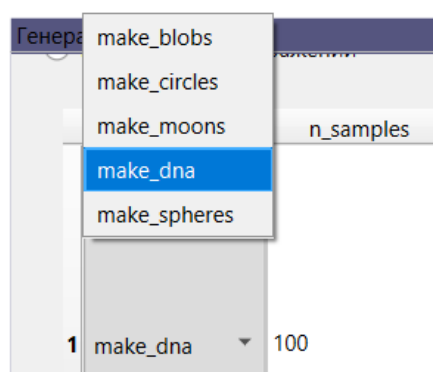 Генера
make_blobs
make_circles
make_moons
n_samples
make_dna
make_spheres
1 make_dna 100